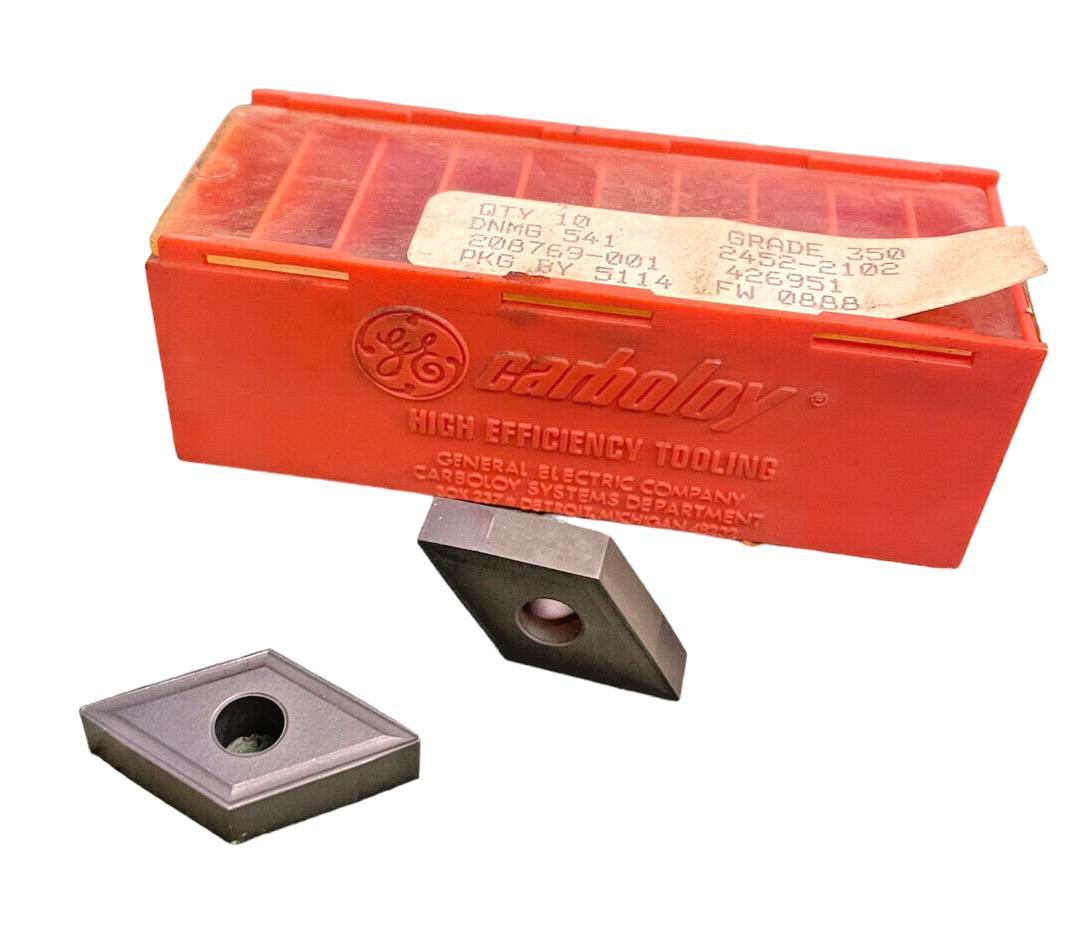 QTY 10
DNMG 541 GRADE 350
208769-001 2452-2102
PKG BY 5114 426951
FW 0888
GE carboloy ®
HIGH EFFICIENCY TOOLING
GENERAL ELECTRIC COMPANY
CARBOLOY SYSTEMS DEPARTMENT
BOX 237 • DETROIT, MICHIGAN 48232